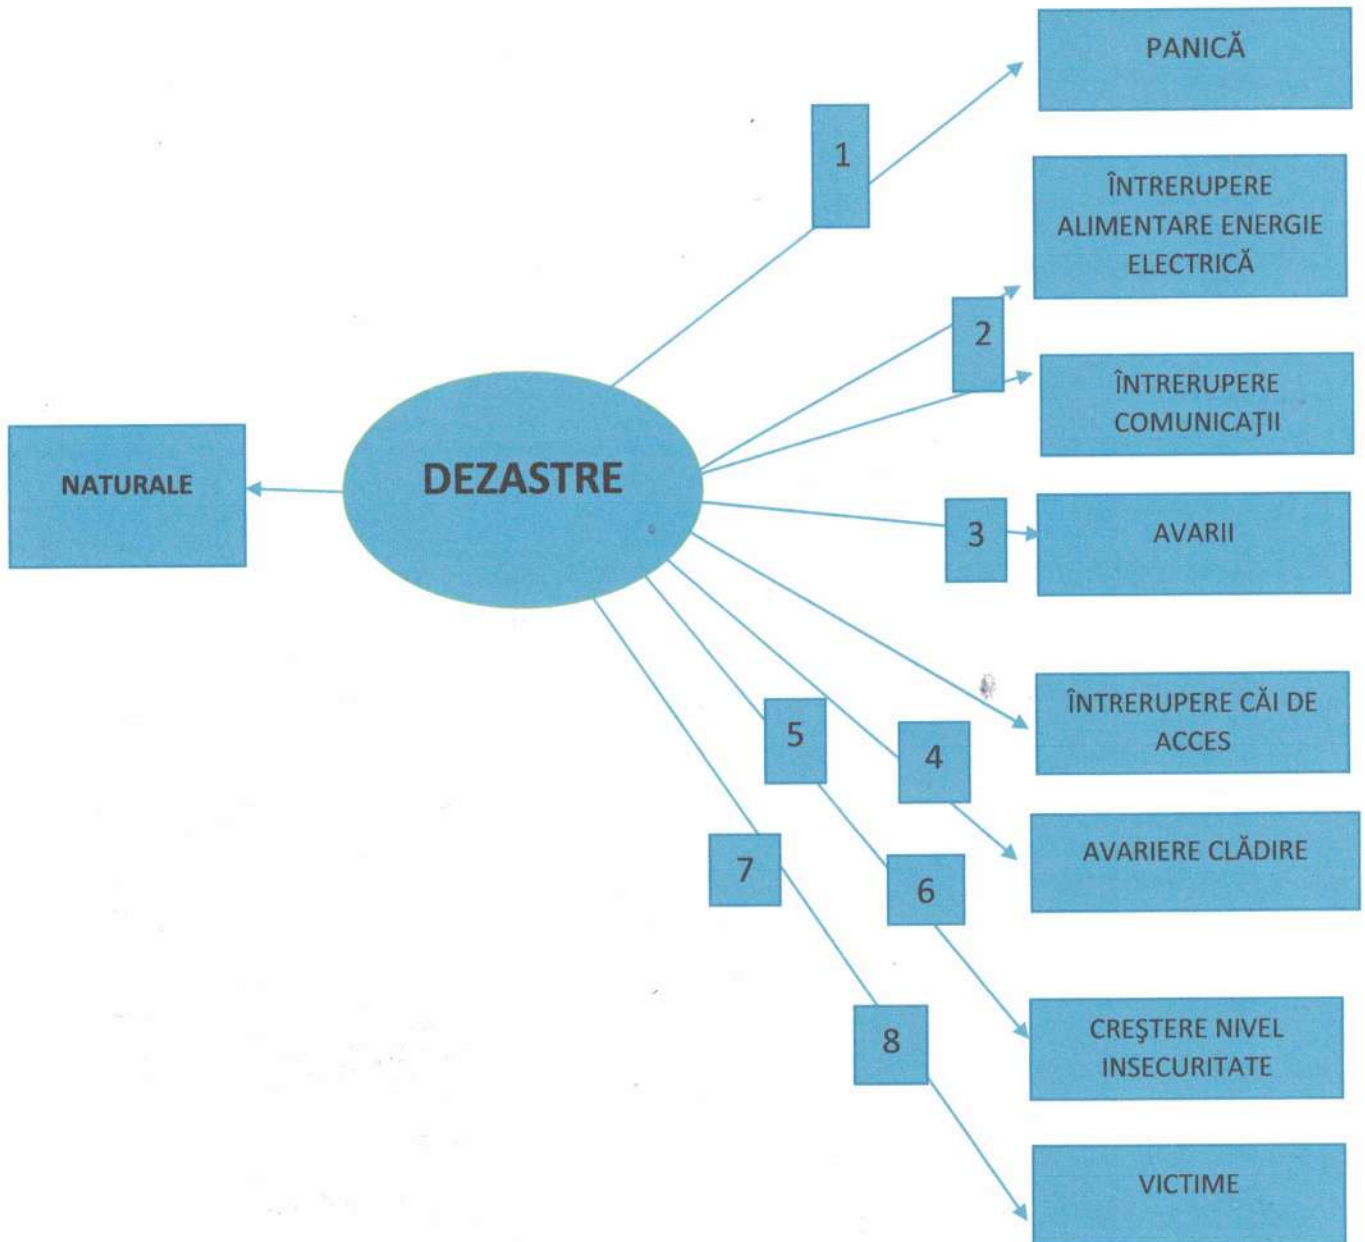 PANICĂ
1
ÎNTRERUPERE
ALIMENTARE ENERGIE
ELECTRICĂ
2
ÎNTRERUPERE
COMUNICAŢII
NATURALE
DEZASTRE
3
AVARII
ÎNTRERUPERE CĂI DE
ACCES
5
4
AVARIERE CLĂDIRE
7
6
CREŞTERE NIVEL
INSECURITATE
8
VICTIME